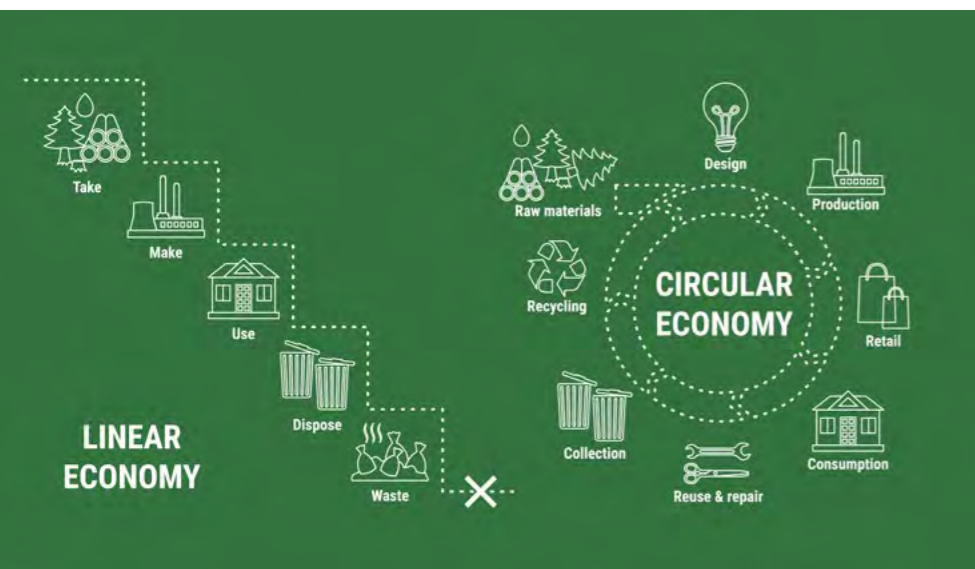 Take
Make
Use
Dispose
Waste
LINEAR
ECONOMY
Design
Production
Retail
Consumption
Reuse & repair
Collection
Recycling
Raw materials
CIRCULAR
ECONOMY